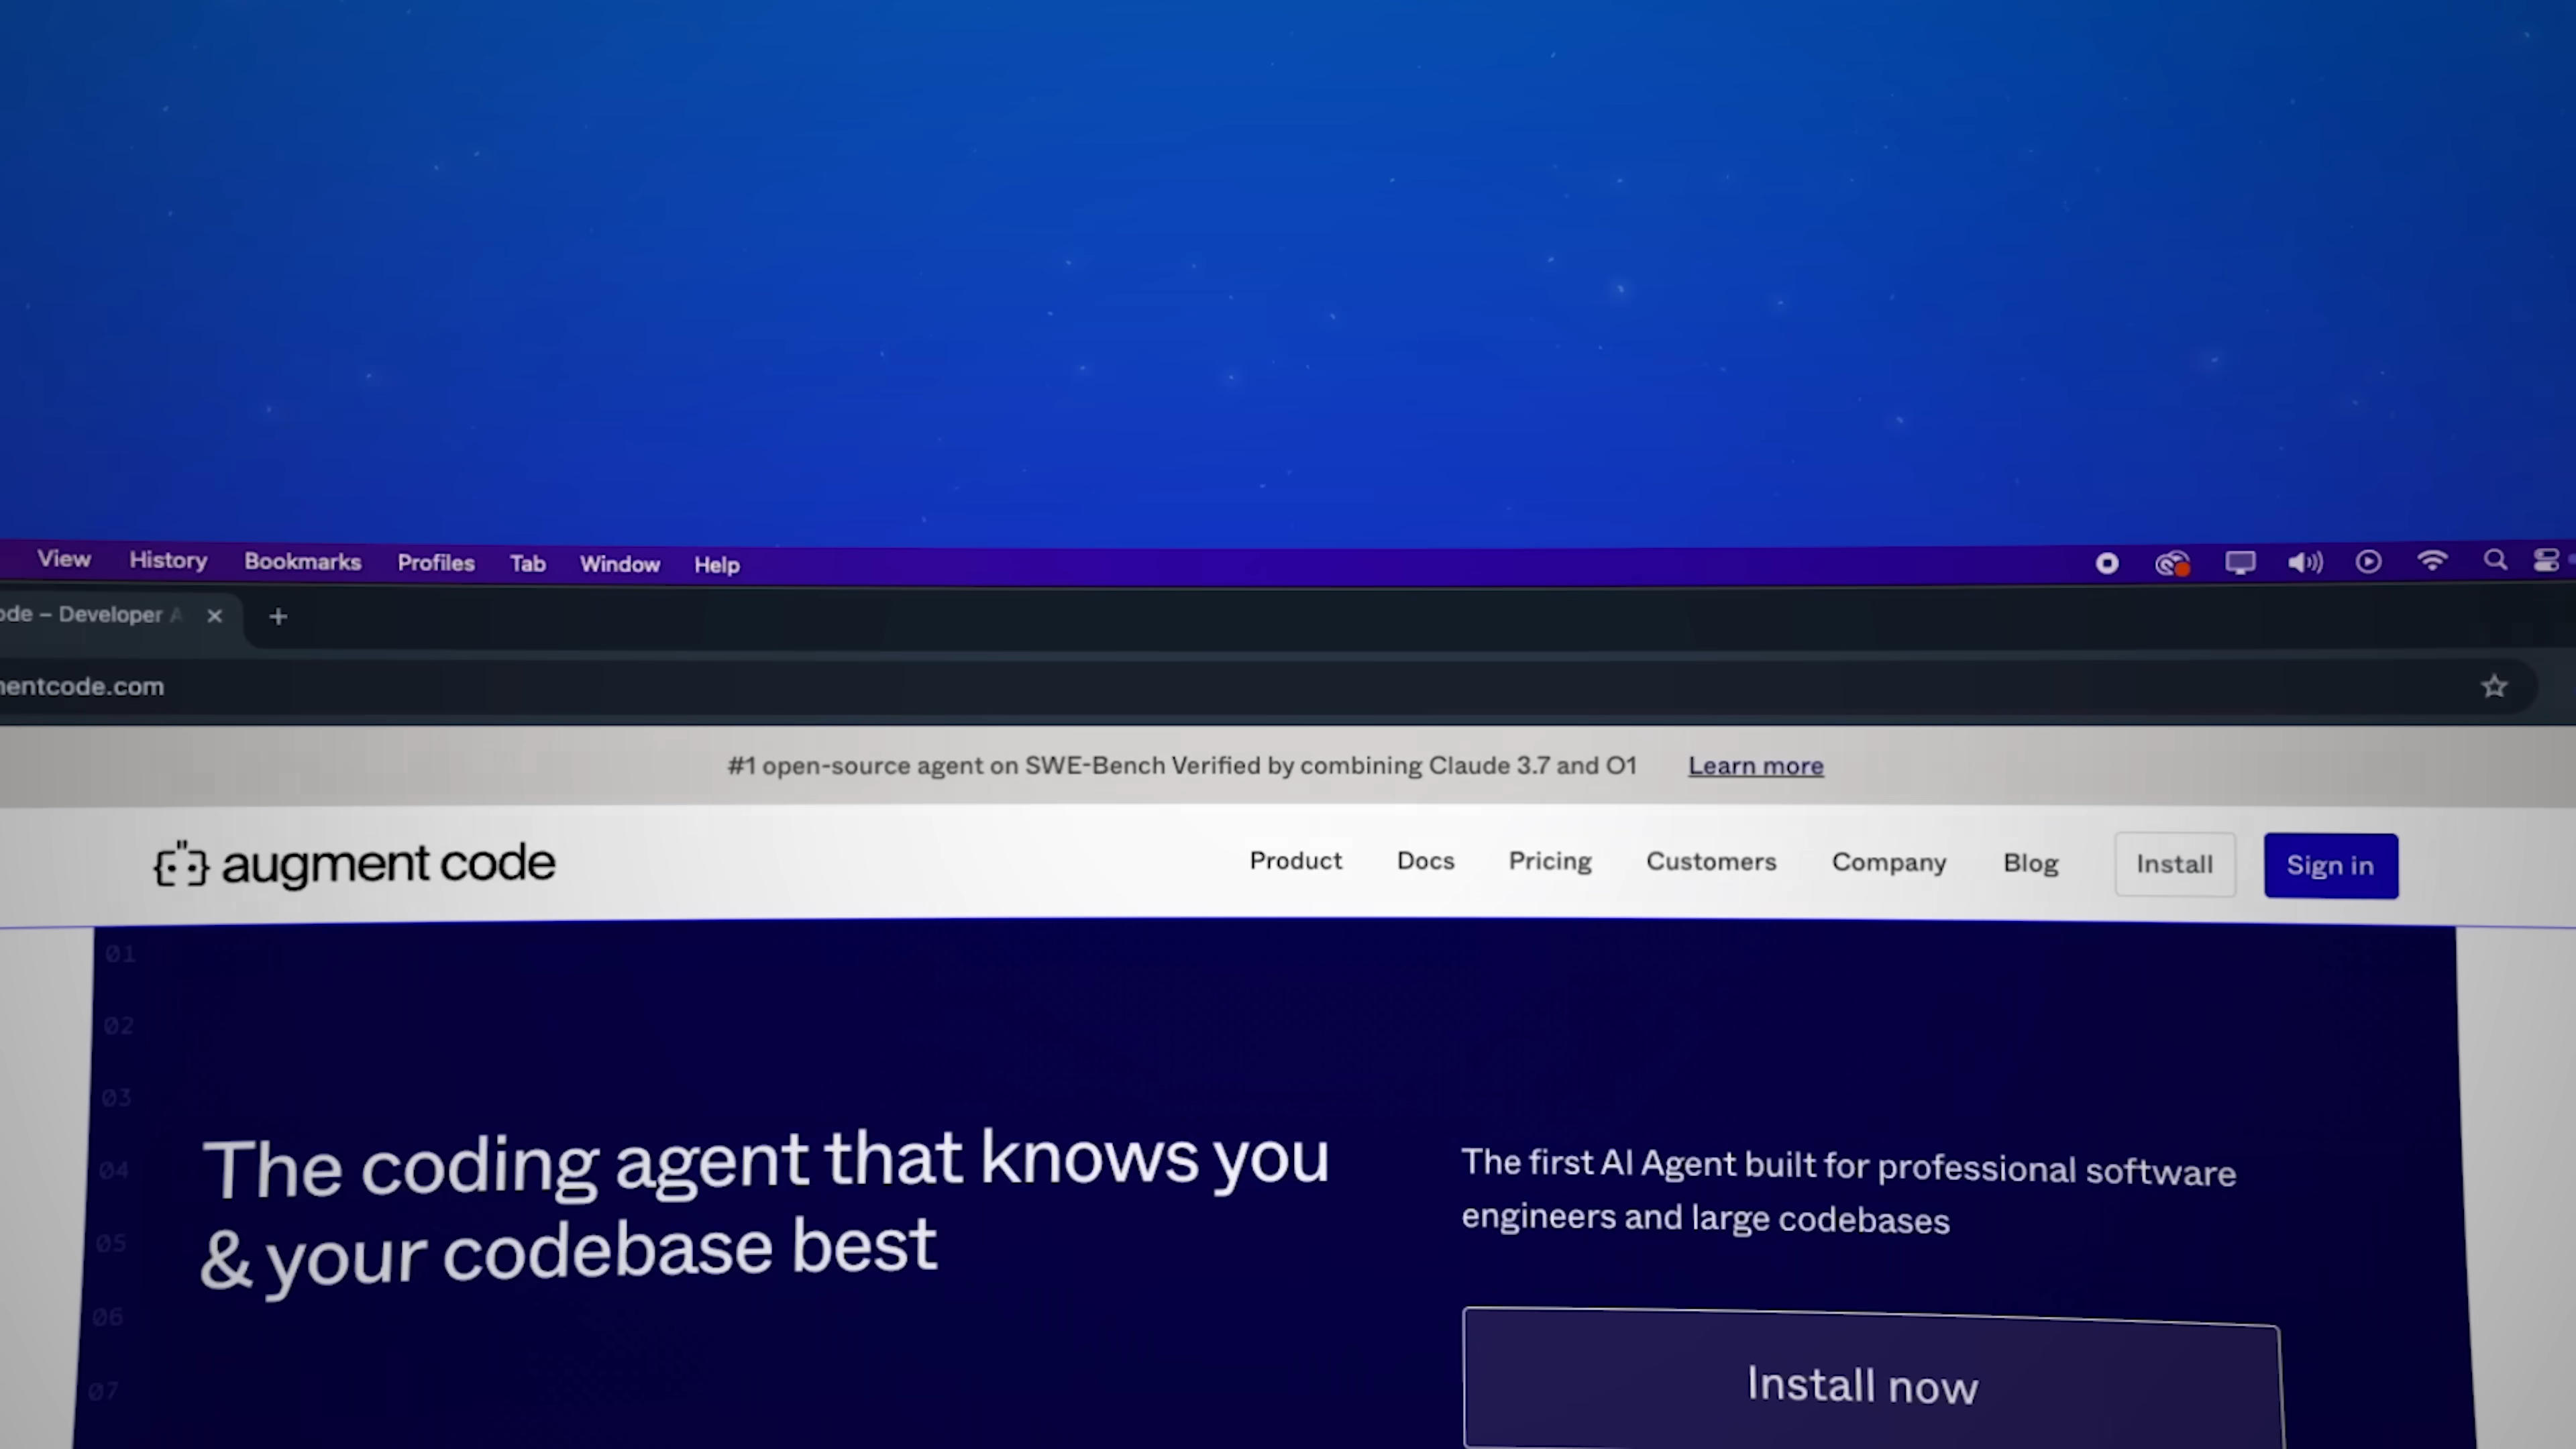 View History Bookmarks Profiles Tab Window Help
ode – Developer A
nentcode.com
#1 open-source agent on SWE-Bench Verified by combining Claude 3.7 and O1 Learn more
augment code Product Docs Pricing Customers Company Blog Install Sign in
01
02
03
04
05
06
07
The coding agent that knows you
& your codebase best
The first AI Agent built for professional software
engineers and large codebases
Install now